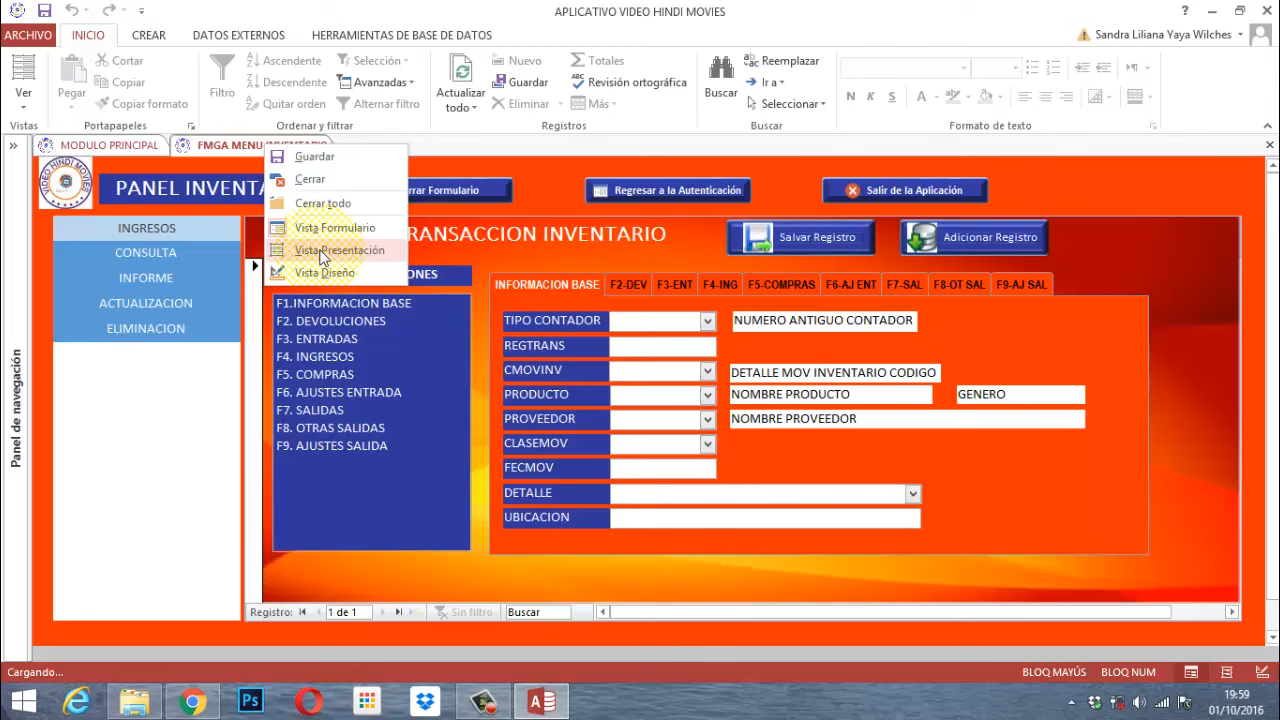 APLICATIVO VIDEO HINDI MOVIES
ARCHIVO INICIO CREAR DATOS EXTERNOS HERRAMIENTAS DE BASE DE DATOS
Sandra Liliana Yaya Wilches
Ver
Vistas
Pegar
Cortar
Copiar
Copiar formato
Portapapeles
Filtro
Ascendente
Descendente
Quitar orden
Selección
Avanzadas
Alternar filtro
Ordenar y filtrar
Actualizar
todo
Nuevo
Guardar
Eliminar
Totales
Revisión ortográfica
Más
Registros
Buscar
Reemplazar
Ir a
Seleccionar
Buscar
N K S
A
Formato de texto
MODULO PRINCIPAL
FMGA MENU INVENTARIO
Guardar
Cerrar
Cerrar todo
Vista Formulario
Vista Presentación
Vista Diseño
VIDEO HINDI MOVIES
PANEL INVENTA
rrar Formulario
Regresar a la Autenticación
Salir de la Aplicación
Panel de navegación
INGRESOS
CONSULTA
INFORME
ACTUALIZACION
ELIMINACION
RANSACCION INVENTARIO
Salvar Registro
Adicionar Registro
ONES
F1.INFORMACION BASE
F2. DEVOLUCIONES
F3. ENTRADAS
F4. INGRESOS
F5. COMPRAS
F6. AJUSTES ENTRADA
F7. SALIDAS
F8. OTRAS SALIDAS
F9. AJUSTES SALIDA
INFORMACION BASE F2-DEV F3-ENT F4-ING F5-COMPRAS F6-AJ ENT F7-SAL F8-OT SAL F9-AJ SAL
TIPO CONTADOR NUMERO ANTIGUO CONTADOR
REGTRANS
CMOVINV DETALLE MOV INVENTARIO CODIGO
PRODUCTO NOMBRE PRODUCTO GENERO
PROVEEDOR NOMBRE PROVEEDOR
CLASEMOV
FECMOV
DETALLE
UBICACION
Registro: 1 de 1 Sin filtro Buscar
Cargando...
BLOQ MAYÚS BLOQ NUM
Ps
19:59
01/10/2016